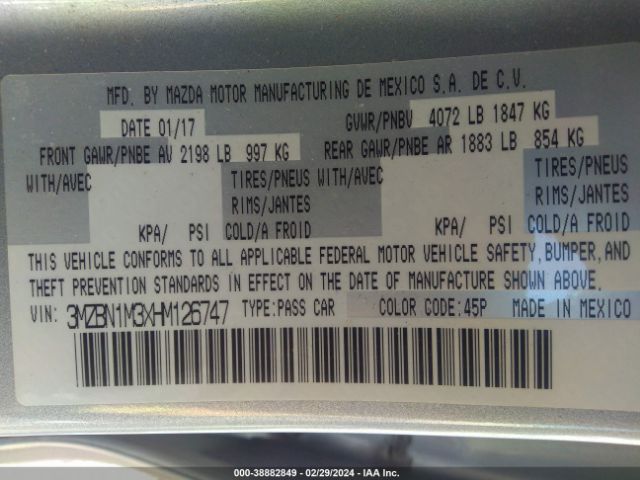 MFD. BY MAZDA MOTOR MANUFACTURING DE MEXICO S.A. DE C.V.
DATE 01/17 GVWR/PNBV 4072 LB 1847 KG
FRONT GAWR/PNBE AV 2198 LB 997 KG REAR GAWR/PNBE AR 1883 LB 854 KG
WITH/AVEC TIRES/PNEUS WITH/AVEC TIRES/PNEUS
RIMS/JANTES RIMS/JANTES
KPA/ PSI COLD/A FROID KPA/ PSI COLD/A FROID
THIS VEHICLE CONFORMS TO ALL APPLICABLE FEDERAL MOTOR VEHICLE SAFETY, BUMPER, AND
THEFT PREVENTION STANDARDS IN EFFECT ON THE DATE OF MANUFACTURE SHOWN ABOVE.
VIN: 3MZBN1M3XHM126747 TYPE:PASS CAR COLOR CODE:45P MADE IN MEXICO
000-38882849 - 02/29/2024 - IAA Inc.